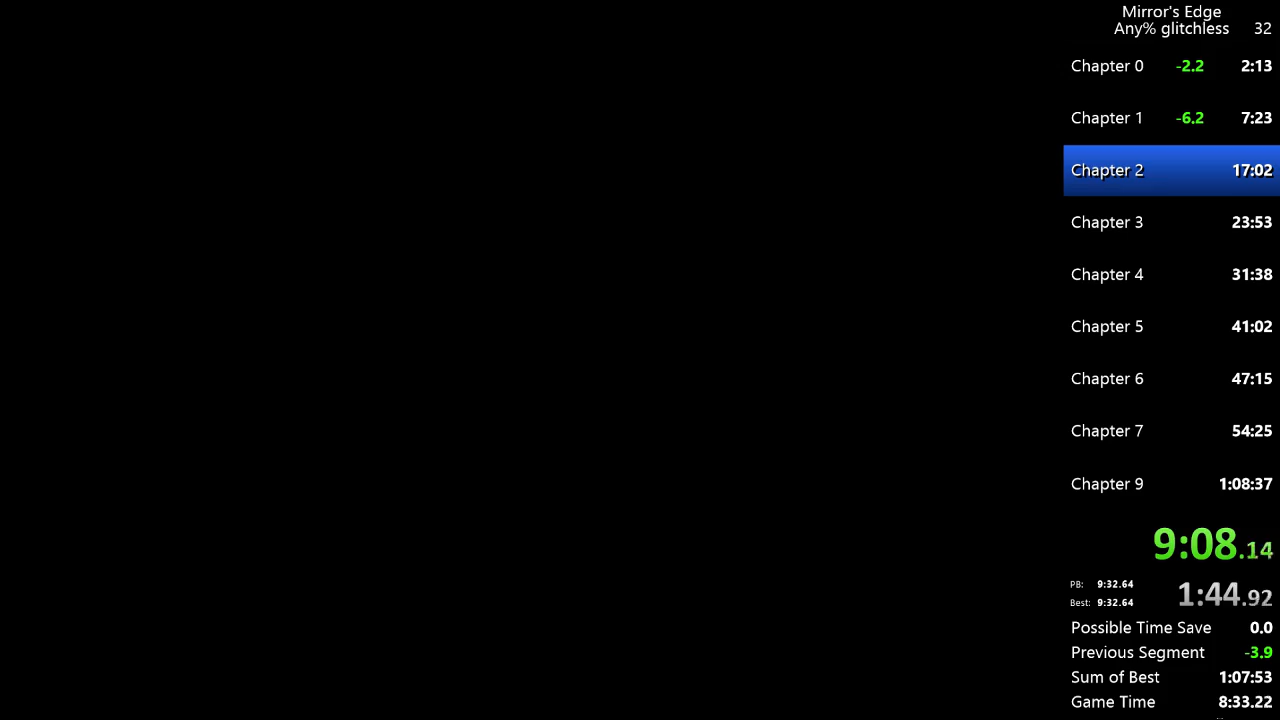 Mirror's Edge
Any% glitchless 32
Chapter 0 -2.2 2:13
Chapter 1 -6.2 7:23
Chapter 2 17:02
Chapter 3 23:53
Chapter 4 31:38
Chapter 5 41:02
Chapter 6 47:15
Chapter 7 54:25
Chapter 9 1:08:37
9:08.14
PB: 9:32.64
Best: 9:32.64
1:44.92
Possible Time Save 0.0
Previous Segment -3.9
Sum of Best 1:07:53
Game Time 8:33.22